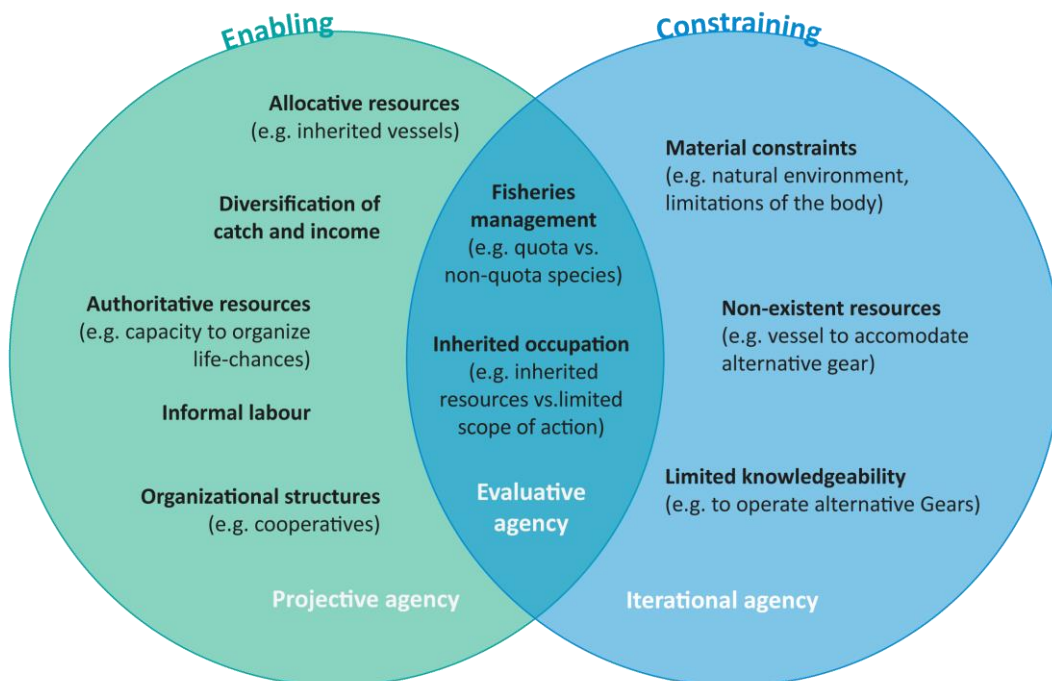 Enabling
Constraining
Allocative resources
(e.g. inherited vessels)
Diversification of
catch and income
Authoritative resources
(e.g. capacity to organize
life-chances)
Informal labour
Organizational structures
(e.g. cooperatives)
Projective agency
Fisheries
management
(e.g. quota vs.
non-quota species)
Inherited occupation
(e.g. inherited
resources vs.limited
scope of action)
Evaluative
agency
Material constraints
(e.g. natural environment,
limitations of the body)
Non-existent resources
(e.g. vessel to accomodate
alternative gear)
Limited knowledgeability
(e.g. to operate alternative Gears)
Iterational agency